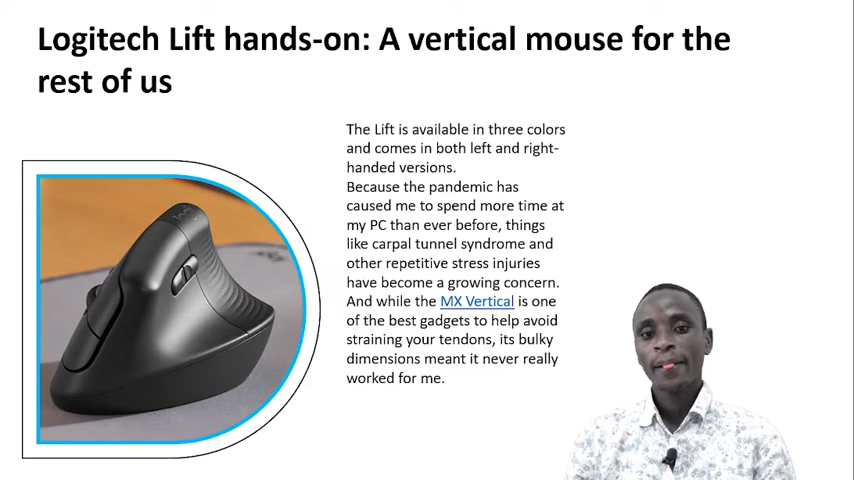 Logitech Lift hands-on: A vertical mouse for the
rest of us
The Lift is available in three colors
and comes in both left and right-
handed versions.
Because the pandemic has
caused me to spend more time at
my PC than ever before, things
like carpal tunnel syndrome and
other repetitive stress injuries
have become a growing concern.
And while the MX Vertical is one
of the best gadgets to help avoid
straining your tendons, its bulky
dimensions meant it never really
worked for me.
logi